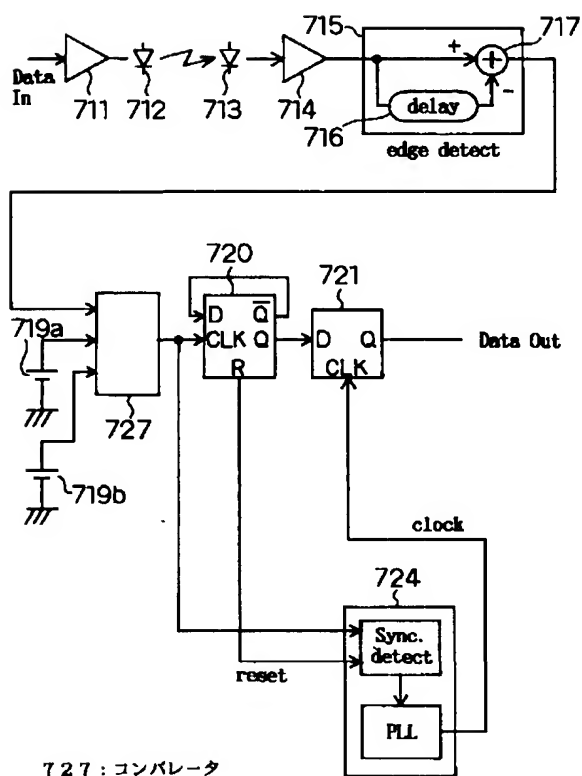 715
717
+
+
-
Data
In
711
712
713
714
716
delay
edge detect
720
721
719a
D
Q̅
CLK
Q
R
D
Q
CLK
Data Out
727
719b
clock
724
Sync.
detect
reset
PLL
727:コンパレータ